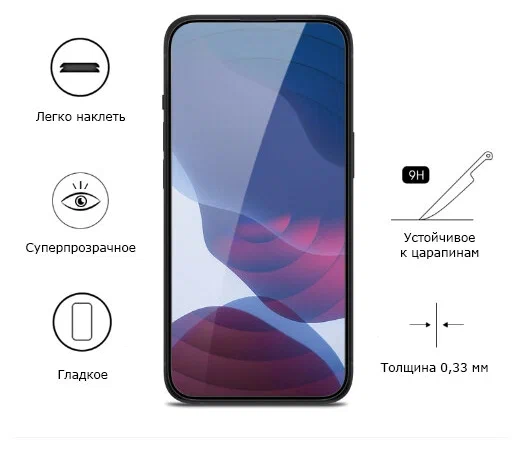 Легко наклеть
Суперпрозрачное
Гладкое
9H
Устойчивое
к царапинам
Толщина 0,33 мм